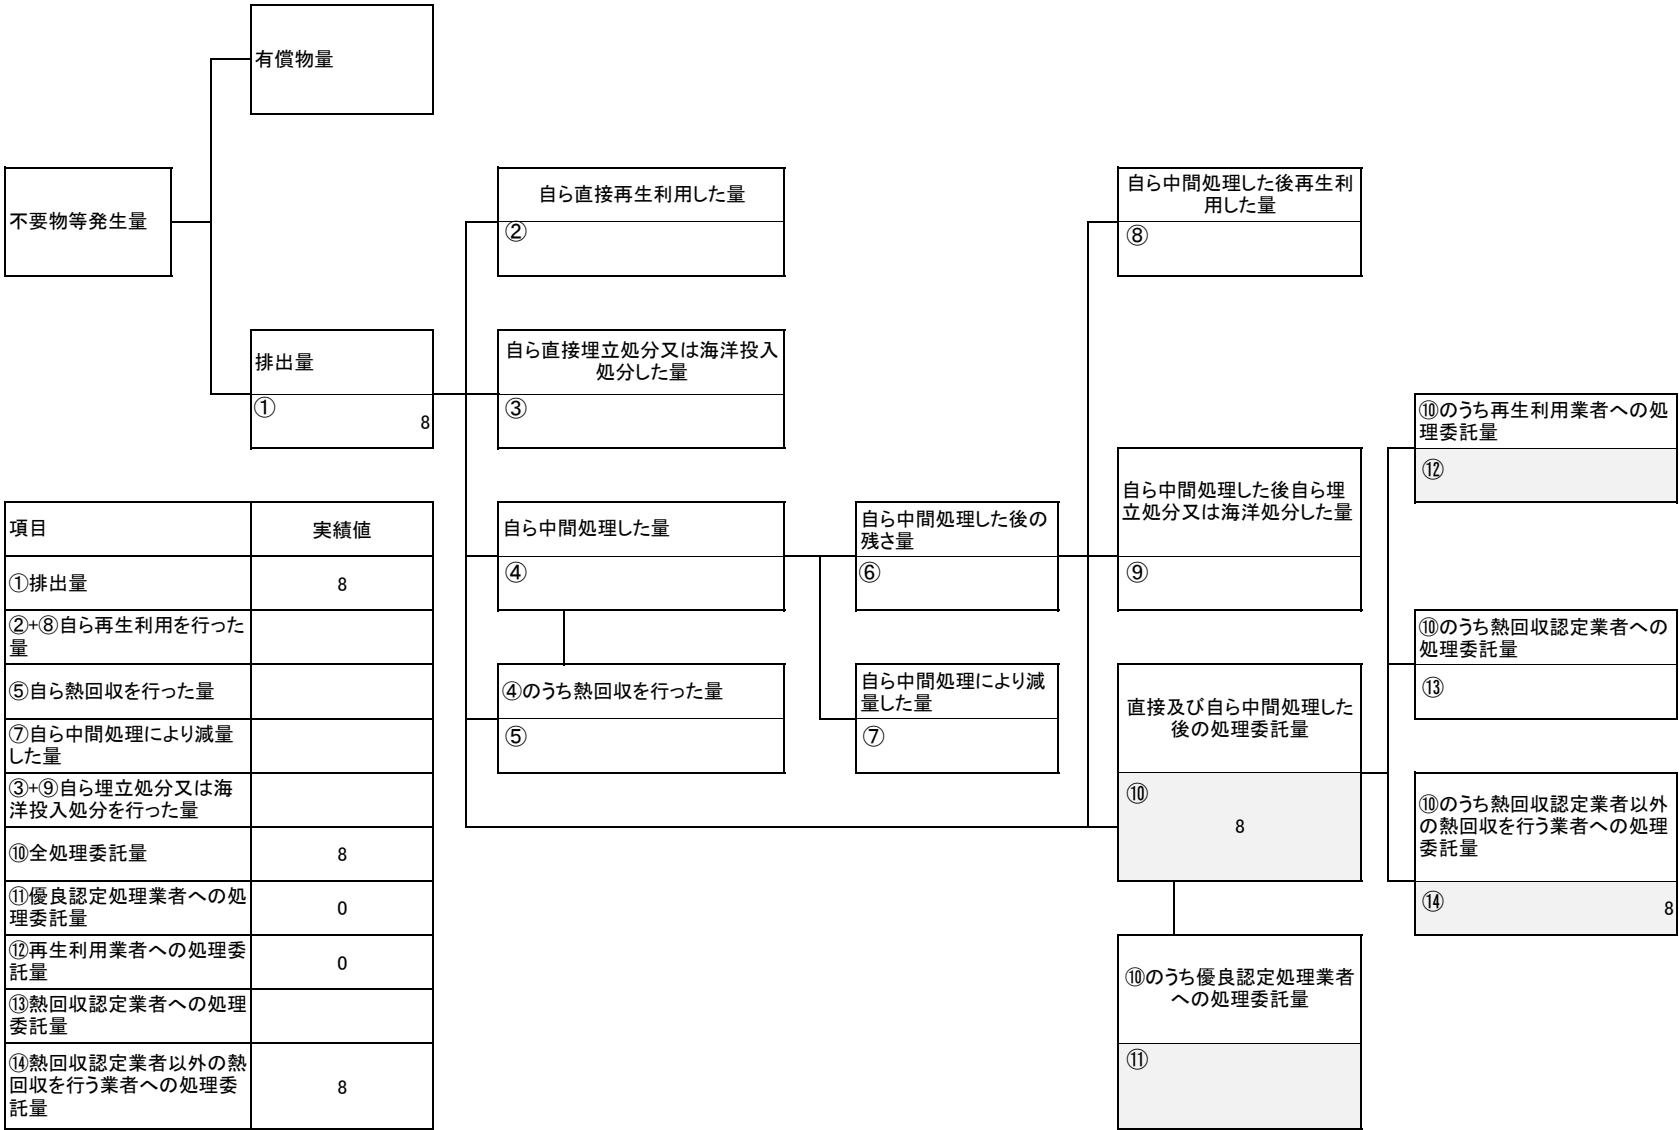 有償物量
不要物等発生量
自ら直接再生利用した量
②
自ら中間処理した後再生利
用した量
⑧
排出量
①
8
自ら直接埋立処分又は海洋投入
処分した量
③
自ら中間処理した量
④
④のうち熱回収を行った量
⑤
自ら中間処理した後の
残さ量
⑥
自ら中間処理により減
量した量
⑦
自ら中間処理した後自ら埋
立処分又は海洋処分した量
⑨
直接及び自ら中間処理した
後の処理委託量
⑩
8
⑩のうち優良認定処理業者
への処理委託量
⑪
⑩のうち再生利用業者への処
理委託量
⑫
⑩のうち熱回収認定業者への
処理委託量
⑬
⑩のうち熱回収認定業者以外
の熱回収を行う業者への処理
委託量
⑭
8
項目 実績値
①排出量 8
②+⑧自ら再生利用を行った
量
⑤自ら熱回収を行った量
⑦自ら中間処理により減量
した量
③+⑨自ら埋立処分又は海
洋投入処分を行った量
⑩全処理委託量 8
⑪優良認定処理業者への処
理委託量 0
⑫再生利用業者への処理委
託量 0
⑬熱回収認定業者への処理
委託量
⑭熱回収認定業者以外の熱
回収を行う業者への処理委 8
託量